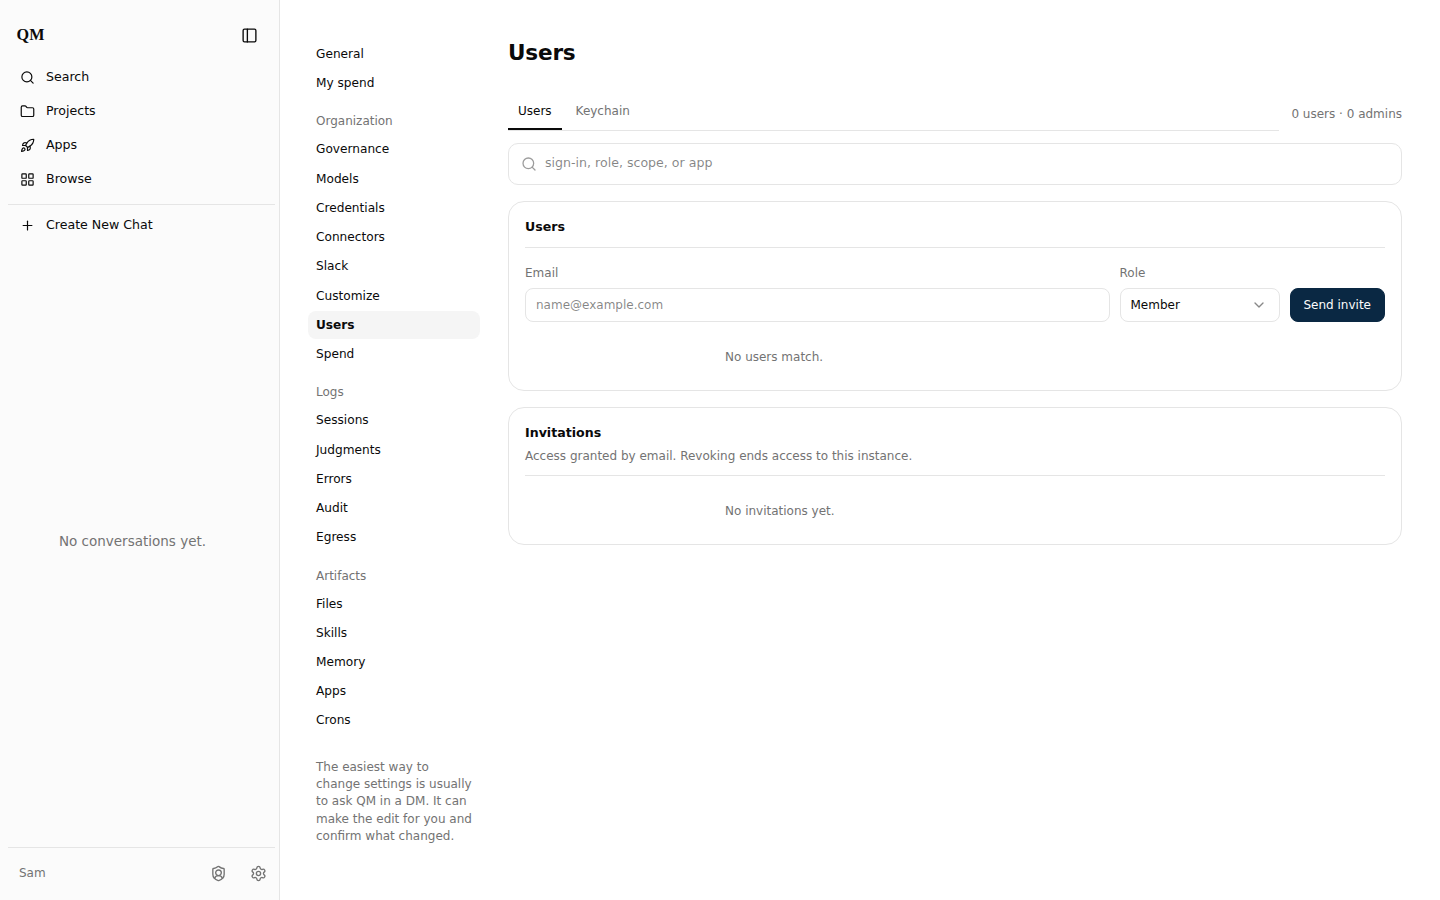 QM
Search
Projects
Apps
Browse
Create New Chat
No conversations yet.
Sam
General
My spend
Organization
Governance
Models
Credentials
Connectors
Slack
Customize
Users
Spend
Logs
Sessions
Judgments
Errors
Audit
Egress
Artifacts
Files
Skills
Memory
Apps
Crons
The easiest way to
change settings is usually
to ask QM in a DM. It can
make the edit for you and
confirm what changed.
Users
Users Keychain 0 users · 0 admins
sign-in, role, scope, or app
Users
Email Role
name@example.com Member Send invite
No users match.
Invitations
Access granted by email. Revoking ends access to this instance.
No invitations yet.